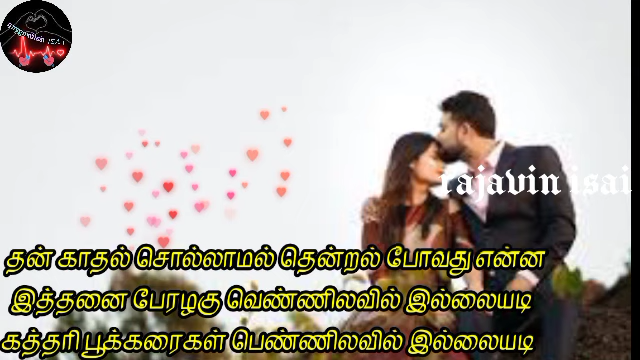 ராஜாவின் ISAI
rajavin isai
தன் காதல் சொல்லாமல் தென்றல் போவது என்ன
இத்தனை பேரழகு வெண்ணிலவில் இல்லையடி
கத்தரி பூக்கரைகள் பெண்ணிலவில் இல்லையடி